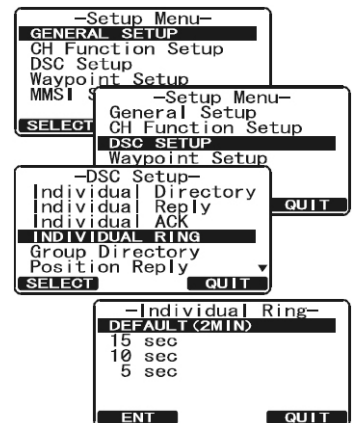 —Setup Menu—
GENERAL SETUP
CH Function Setup
DSC Setup
Waypoint Setup
MMSI S
SELECT
—Setup Menu—
General Setup
CH Function Setup
DSC SETUP
Waypoint Setup
QUIT
—DSC Setup—
Individual Directory
Individual Reply
Individual ACK
INDIVIDUAL RING
Group Directory
Position Reply ▼
SELECT QUIT
—Individual Ring—
DEFAULT(2MIN)
15 sec
10 sec
5 sec
ENT QUIT